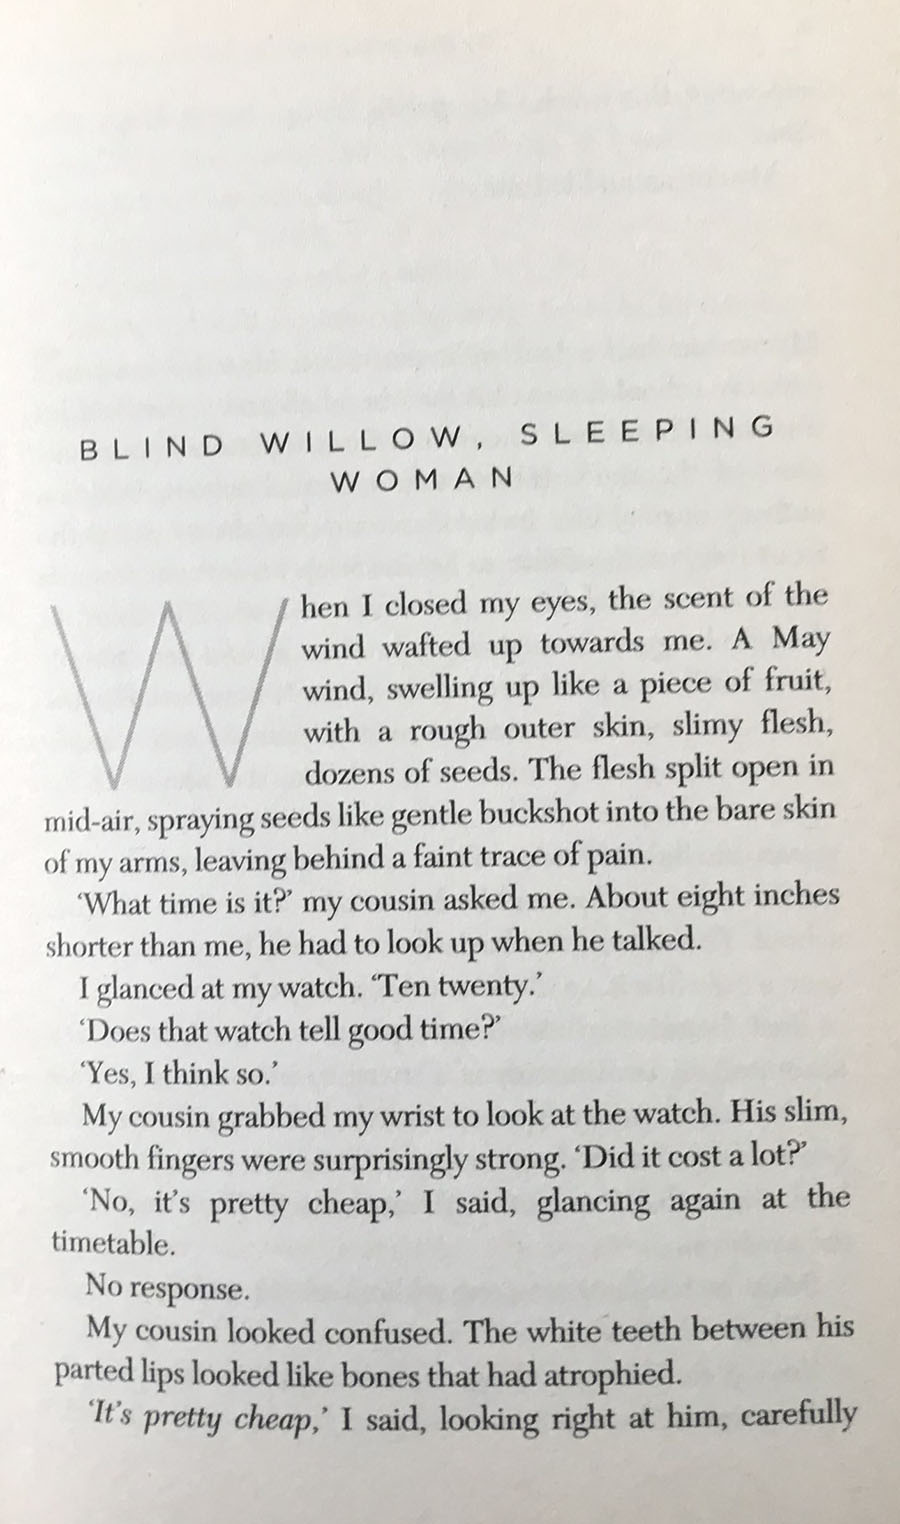 BLIND WILLOW, SLEEPING
WOMAN
When I closed my eyes, the scent of the
wind wafted up towards me. A May
wind, swelling up like a piece of fruit,
with a rough outer skin, slimy flesh,
dozens of seeds. The flesh split open in
mid-air, spraying seeds like gentle buckshot into the bare skin
of my arms, leaving behind a faint trace of pain.
‘What time is it?’ my cousin asked me. About eight inches
shorter than me, he had to look up when he talked.
I glanced at my watch. ‘Ten twenty.’
‘Does that watch tell good time?’
‘Yes, I think so.’
My cousin grabbed my wrist to look at the watch. His slim,
smooth fingers were surprisingly strong. ‘Did it cost a lot?’
‘No, it’s pretty cheap,’ I said, glancing again at the
timetable.
No response.
My cousin looked confused. The white teeth between his
parted lips looked like bones that had atrophied.
‘It’s pretty cheap,’ I said, looking right at him, carefully